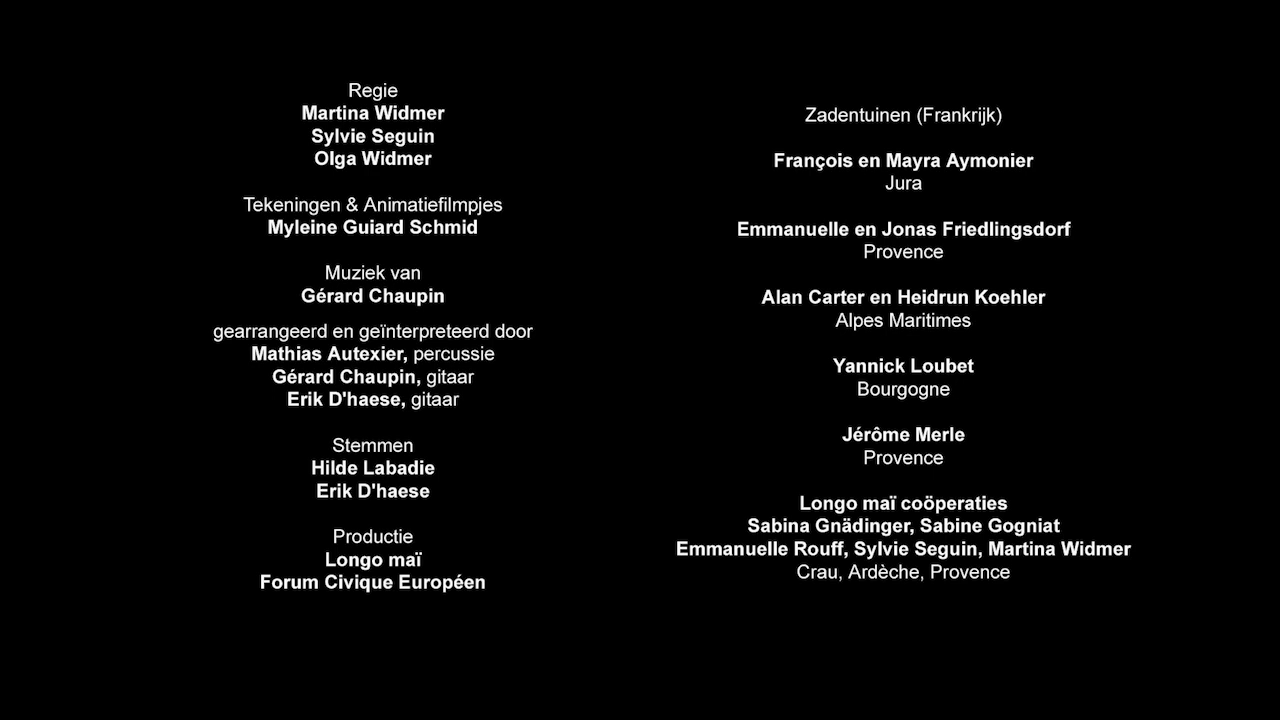 Regie
Martina Widmer
Sylvie Seguin
Olga Widmer
Tekeningen & Animatiefilmpjes
Myleine Guiard Schmid
Muziek van
Gérard Chaupin
gearrangeerd en geïnterpreteerd door
Mathias Autexier, percussie
Gérard Chaupin, gitaar
Erik D'haese, gitaar
Stemmen
Hilde Labadie
Erik D'haese
Productie
Longo maï
Forum Civique Européen
Zadentuinen (Frankrijk)
François en Mayra Aymonier
Jura
Emmanuelle en Jonas Friedlingsdorf
Provence
Alan Carter en Heidrun Koehler
Alpes Maritimes
Yannick Loubet
Bourgogne
Jérôme Merle
Provence
Longo maï coöperaties
Sabina Gnädinger, Sabine Gogniat
Emmanuelle Rouff, Sylvie Seguin, Martina Widmer
Crau, Ardèche, Provence